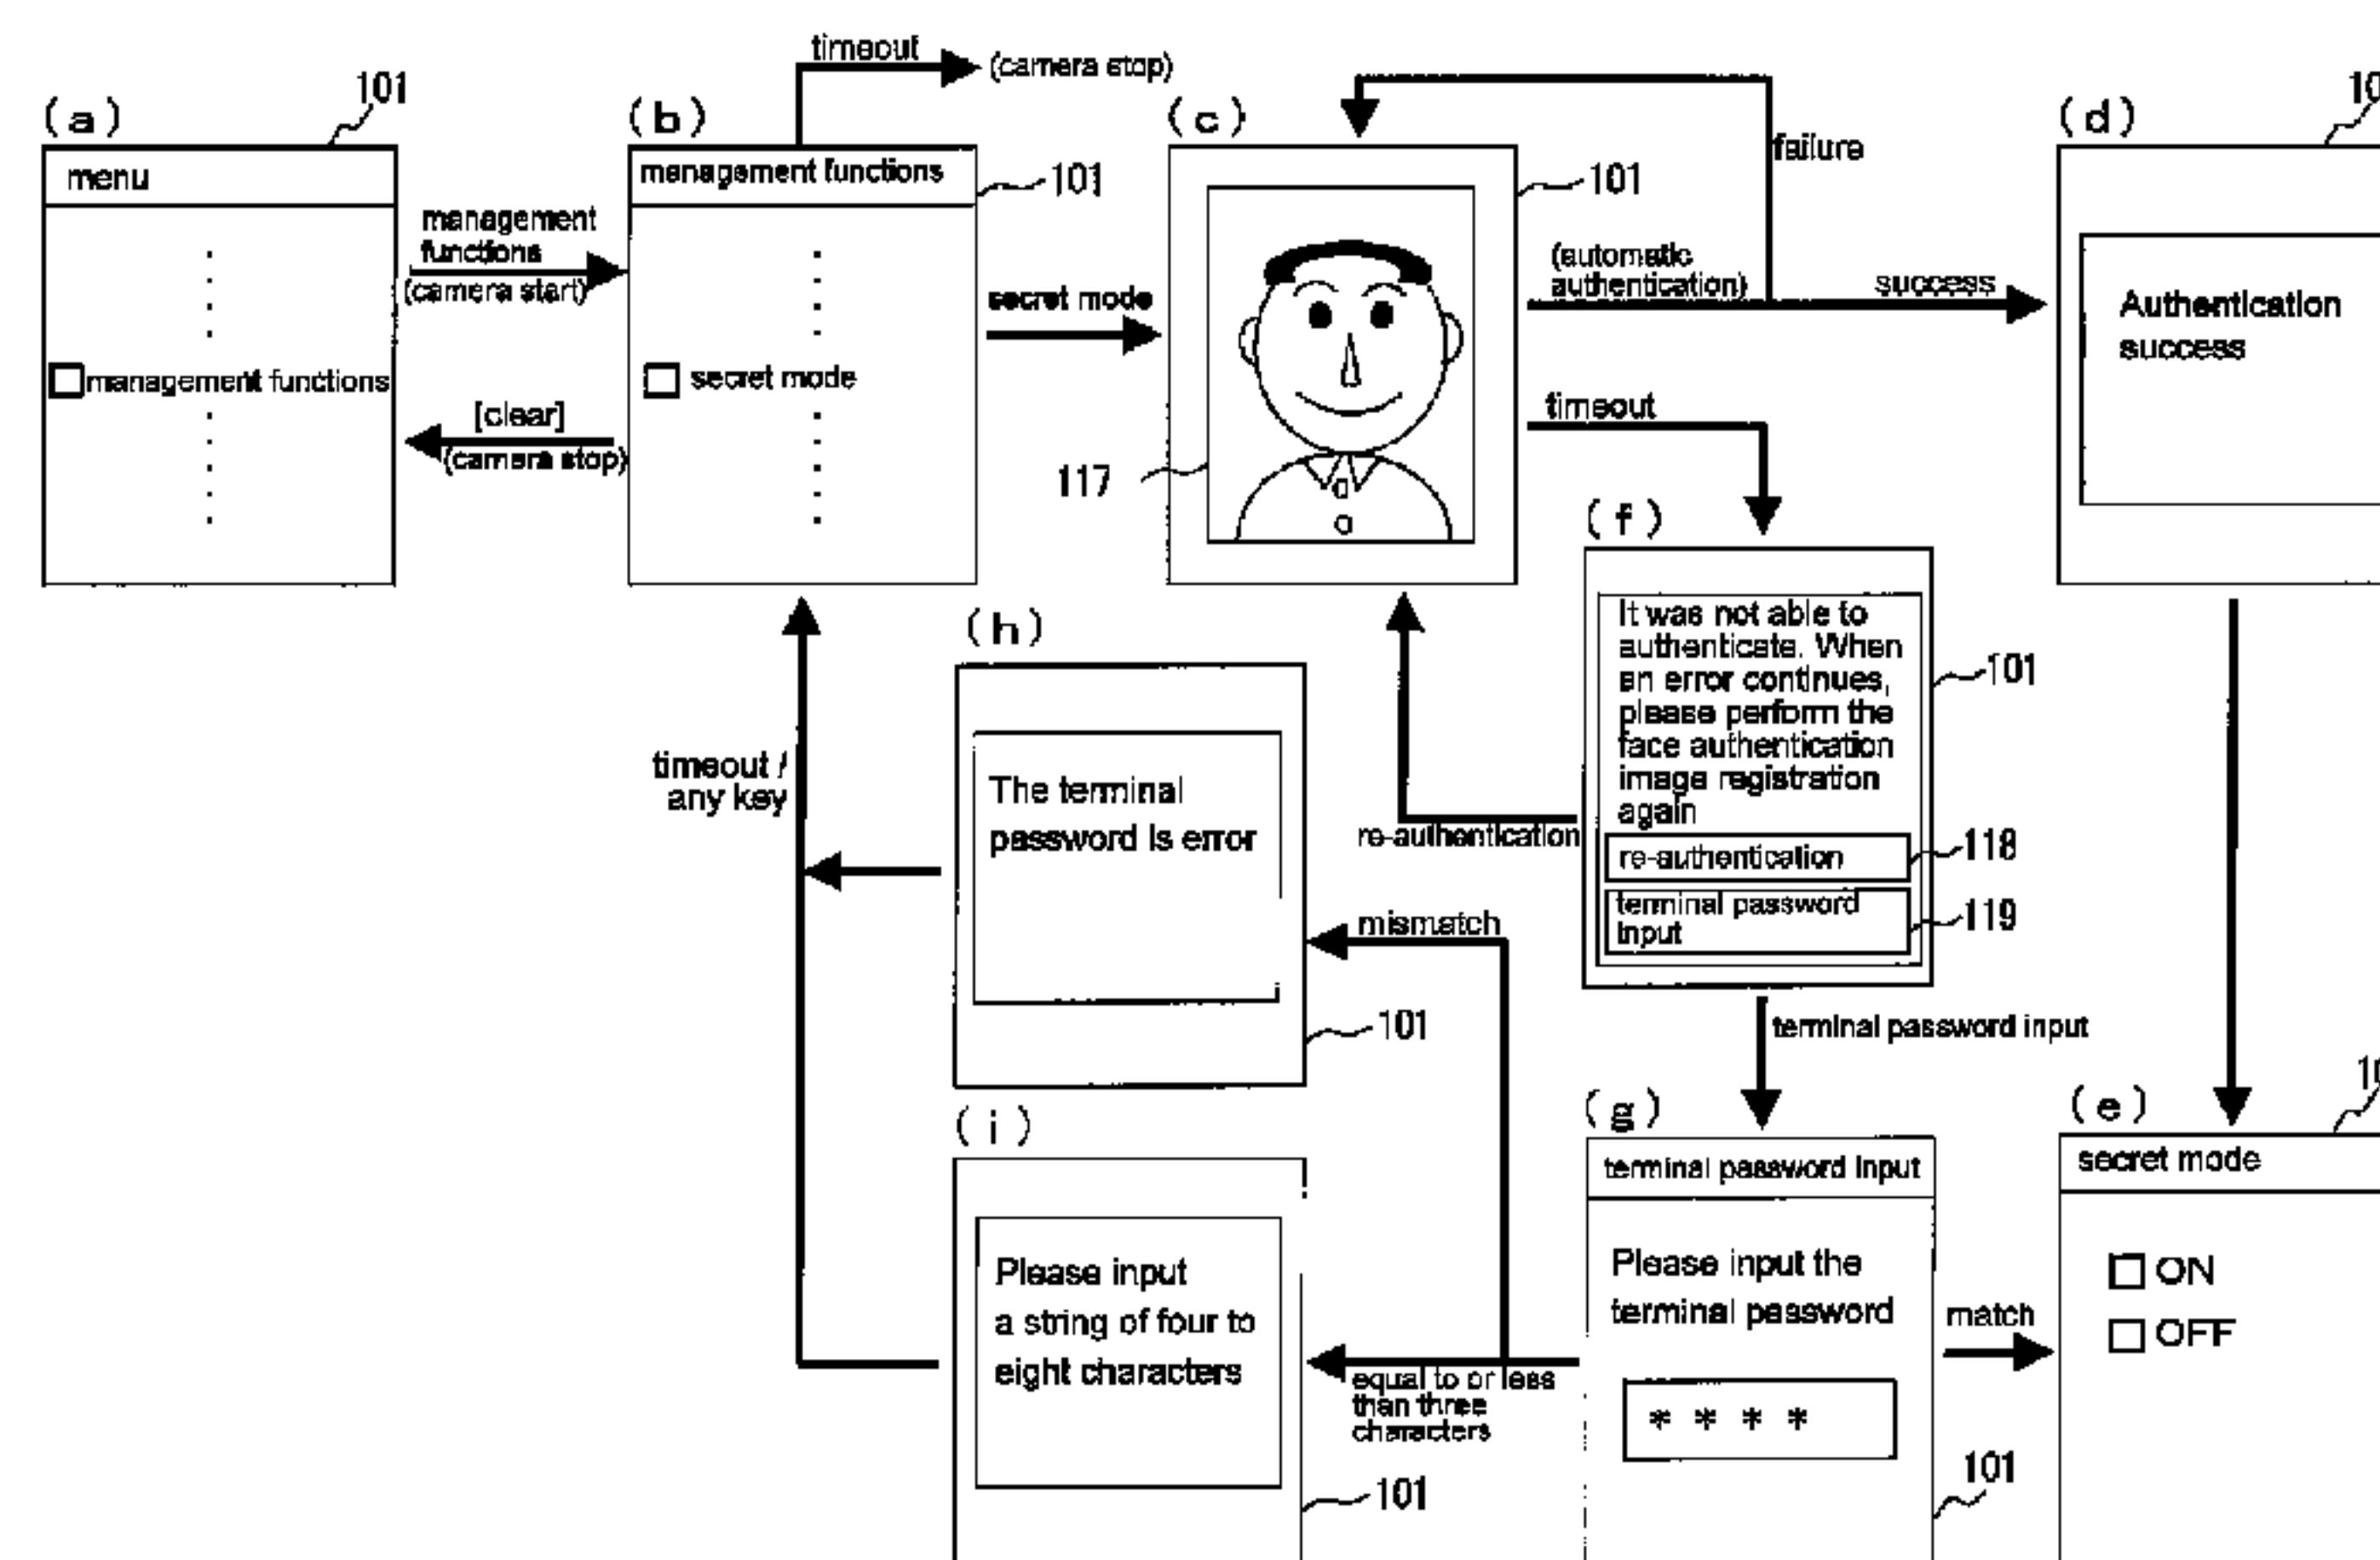 (a)
101
menu
management functions
management
functions
(camera start)
[clear]
(camera stop)
timeout
(camera stop)
(b)
management functions
101
secret mode
secret mode
(c)
101
117
failure
(automatic
authentication)
success
timeout
(d)
Authentication
success
(f)
It was not able to
authenticate. When
an error continues,
please perform the
face authentication
image registration
again
re-authentication
118
terminal password
input
119
101
re-authentication
(h)
The terminal
password is error
101
timeout /
any key
mismatch
terminal password input
(i)
Please input
a string of four to
eight characters
101
equal to or less
than three
characters
(g)
terminal password input
Please input the
terminal password
* * * *
101
match
(e)
secret mode
ON
OFF